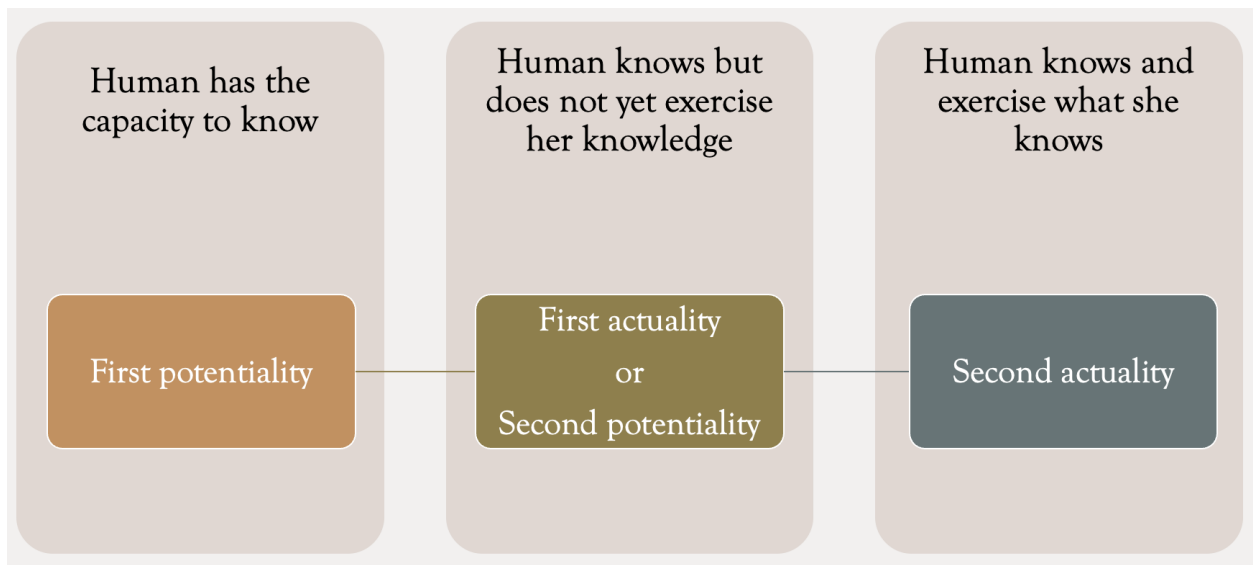 Human has the
capacity to know
First potentiality
Human knows but
does not yet exercise
her knowledge
First actuality
or
Second potentiality
Human knows and
exercise what she
knows
Second actuality